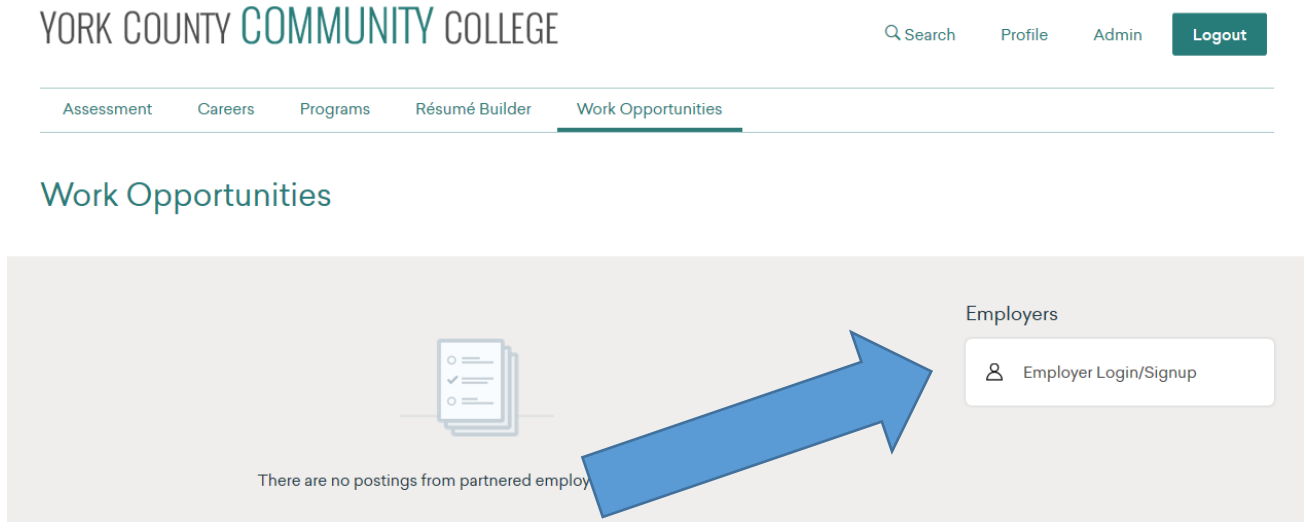 YORK COUNTY COMMUNITY COLLEGE
Search Profile Admin Logout
Assessment Careers Programs Résumé Builder Work Opportunities
Work Opportunities
Employers
Employer Login/Signup
There are no postings from partnered